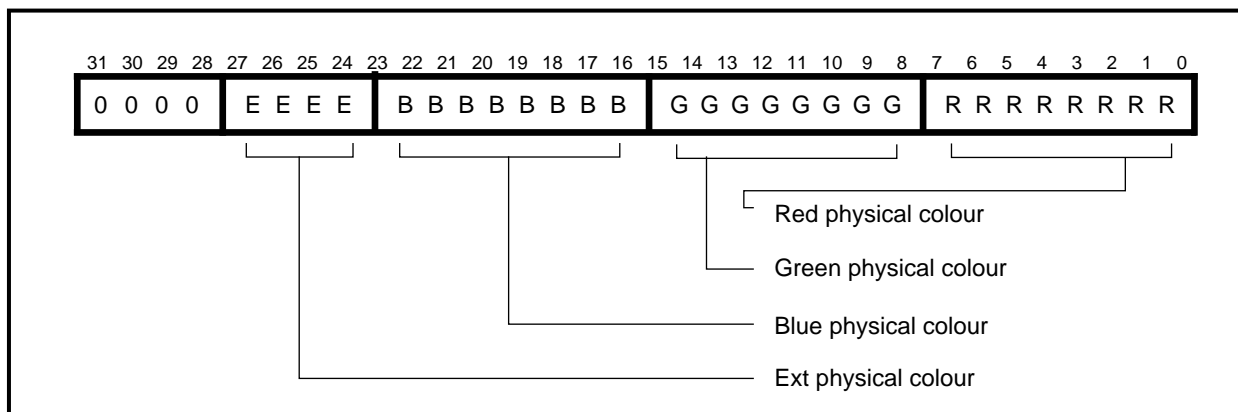 31 30 29 28 27 26 25 24 23 22 21 20 19 18 17 16 15 14 13 12 11 10 9 8 7 6 5 4 3 2 1 0
0 0 0 0 E E E E B B B B B B B B G G G G G G G G R R R R R R R R
Red physical colour
Green physical colour
Blue physical colour
Ext physical colour